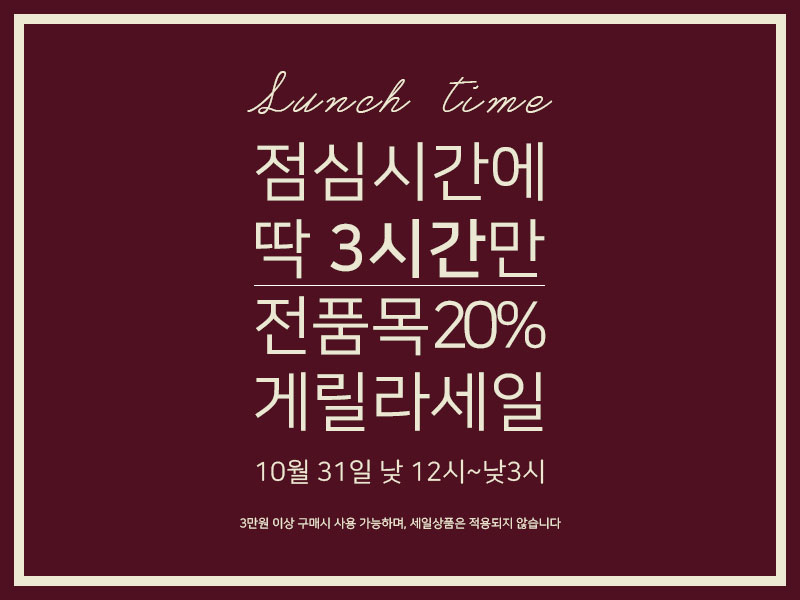 Lunch time
점심시간에
딱 3시간만
전품목20%
게릴라세일
10월 31일 낮 12시~낮3시
3만원 이상 구매시 사용 가능하며, 세일상품은 적용되지 않습니다